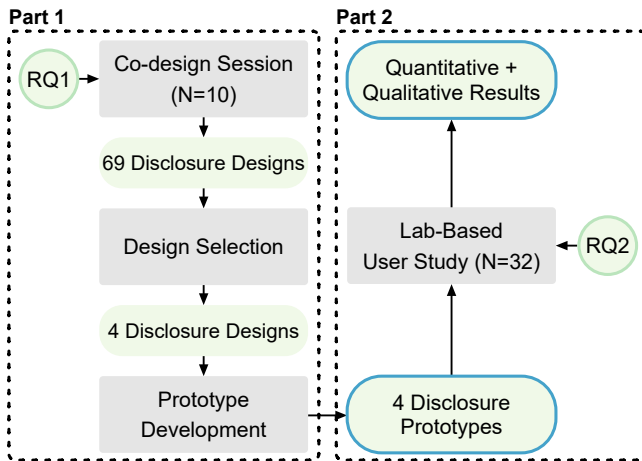 Part 1
RQ1
Co-design Session
(N=10)
69 Disclosure Designs
Design Selection
4 Disclosure Designs
Prototype
Development
Part 2
Quantitative +
Qualitative Results
Lab-Based
User Study (N=32)
RQ2
4 Disclosure
Prototypes